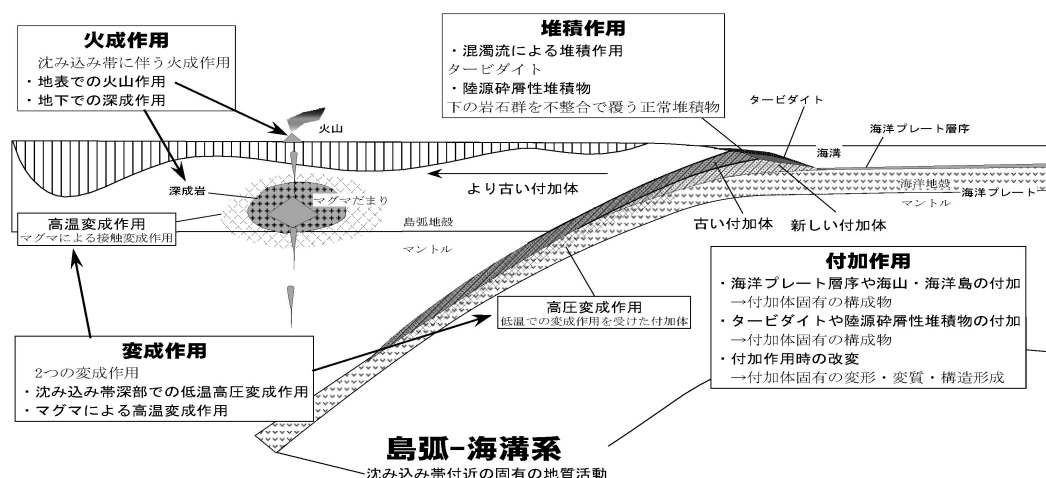 火成作用
沈み込み帯に伴う火成作用
・地表での火山作用
・地下での深成作用
堆積作用
・混濁流による堆積作用
タービダイト
・陸源砕屑性堆積物
下の岩石群を不整合で覆う正常堆積物
火山
タービダイト
海溝
海洋プレート層序
より古い付加体
深成岩
マグマだまり
海洋地殻
海洋プレート
マントル
高温変成作用
マグマによる接触変成作用
島弧地殻
マントル
古い付加体
新しい付加体
付加作用
・海洋プレート層序や海山・海洋島の付加
→付加体固有の構成物
・タービダイトや陸源砕屑性堆積物の付加
→付加体固有の構成物
・付加作用時の改変
→付加体固有の変形・変質・構造形成
高圧変成作用
低温での変成作用を受けた付加体
変成作用
2つの変成作用
・沈み込み帯深部での低温高圧変成作用
・マグマによる高温変成作用
島弧-海溝系
沈み込み帯付近の固有の地質活動